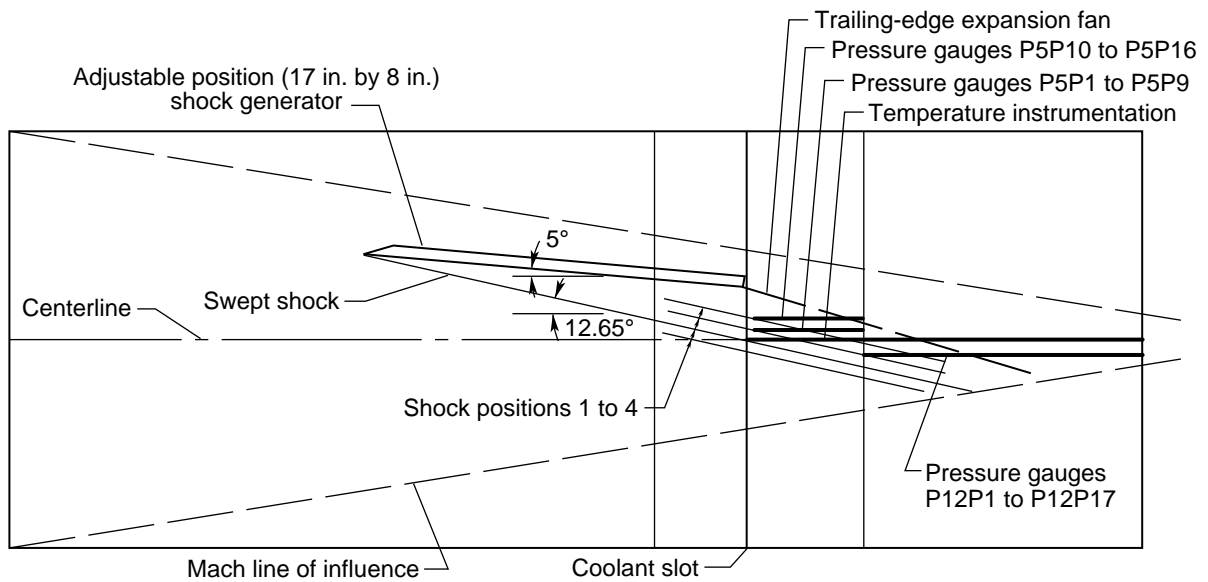 Trailing-edge expansion fan
Pressure gauges P5P10 to P5P16
Adjustable position (17 in. by 8 in.)
shock generator
Pressure gauges P5P1 to P5P9
Temperature instrumentation
5°
Swept shock
Centerline
12.65°
Shock positions 1 to 4
Pressure gauges
P12P1 to P12P17
Mach line of influence
Coolant slot